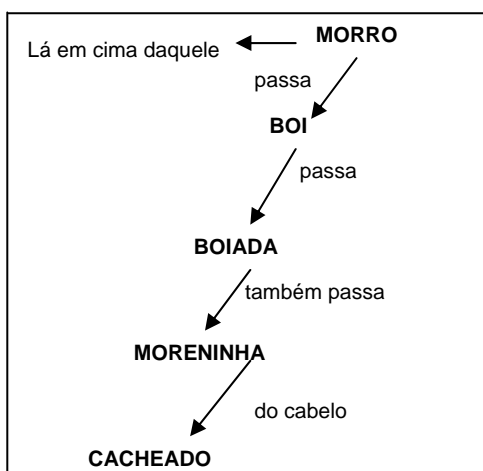 MORRO
Lá em cima daquele
passa
BOI
passa
BOIADA
também passa
MORENINHA
do cabelo
CACHEADO